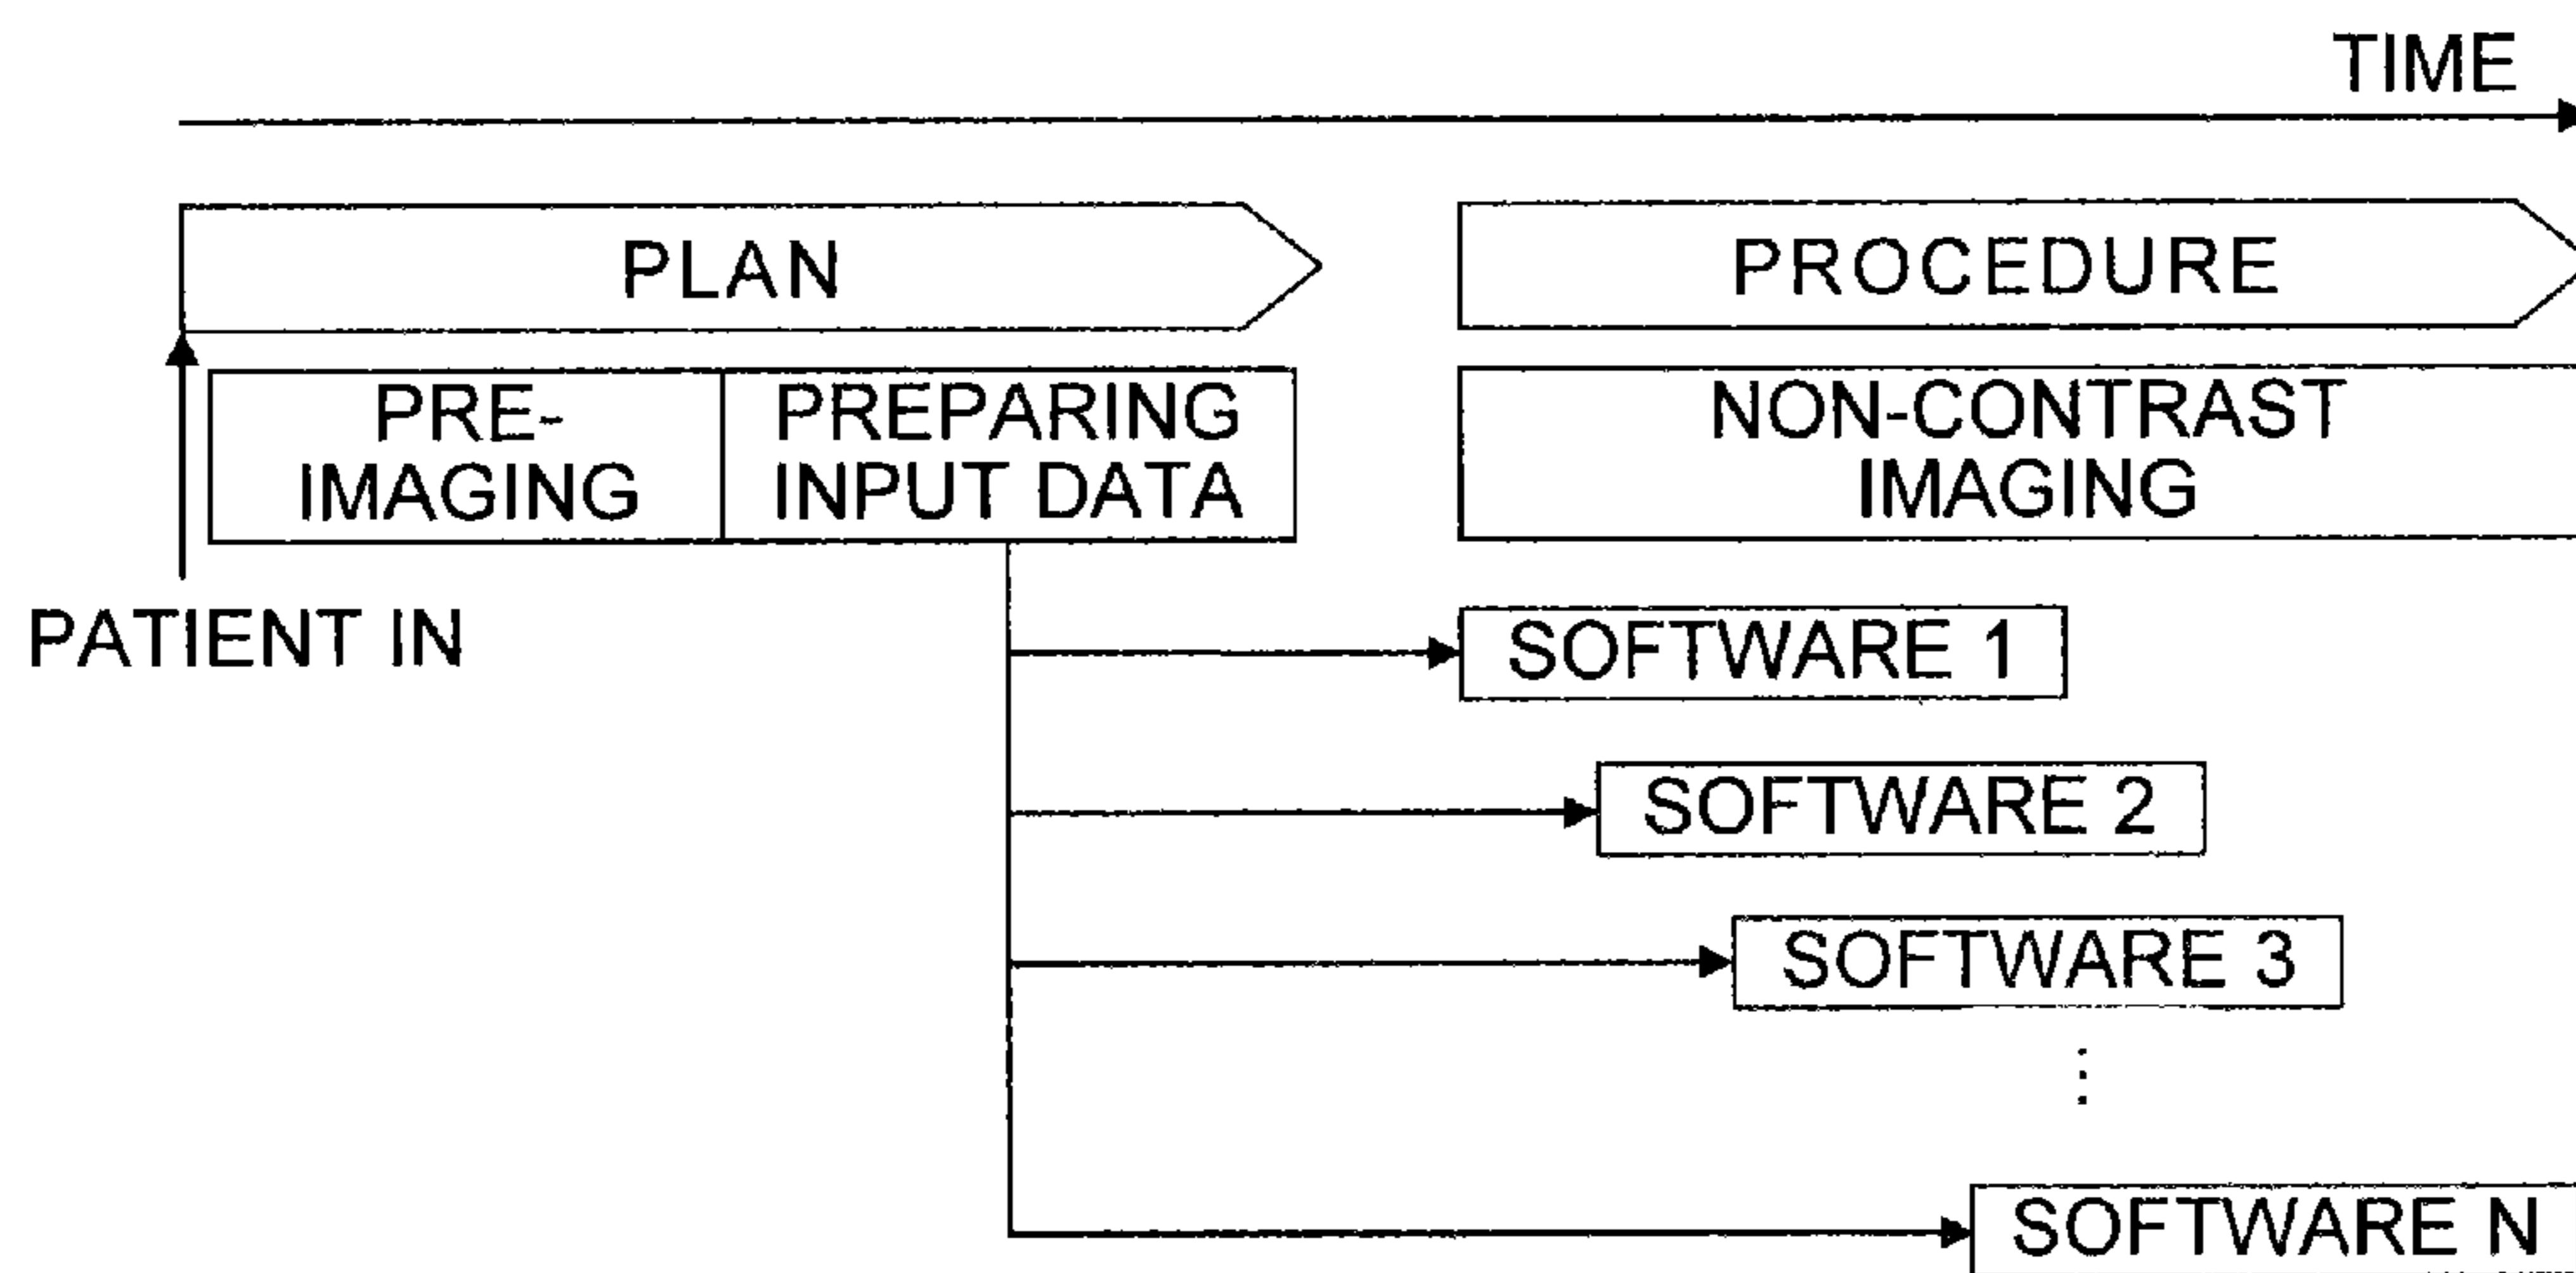 TIME
PLAN
PROCEDURE
PRE-
IMAGING
PREPARING
INPUT DATA
NON-CONTRAST
IMAGING
PATIENT IN
SOFTWARE 1
SOFTWARE 2
SOFTWARE 3
⋮
SOFTWARE N